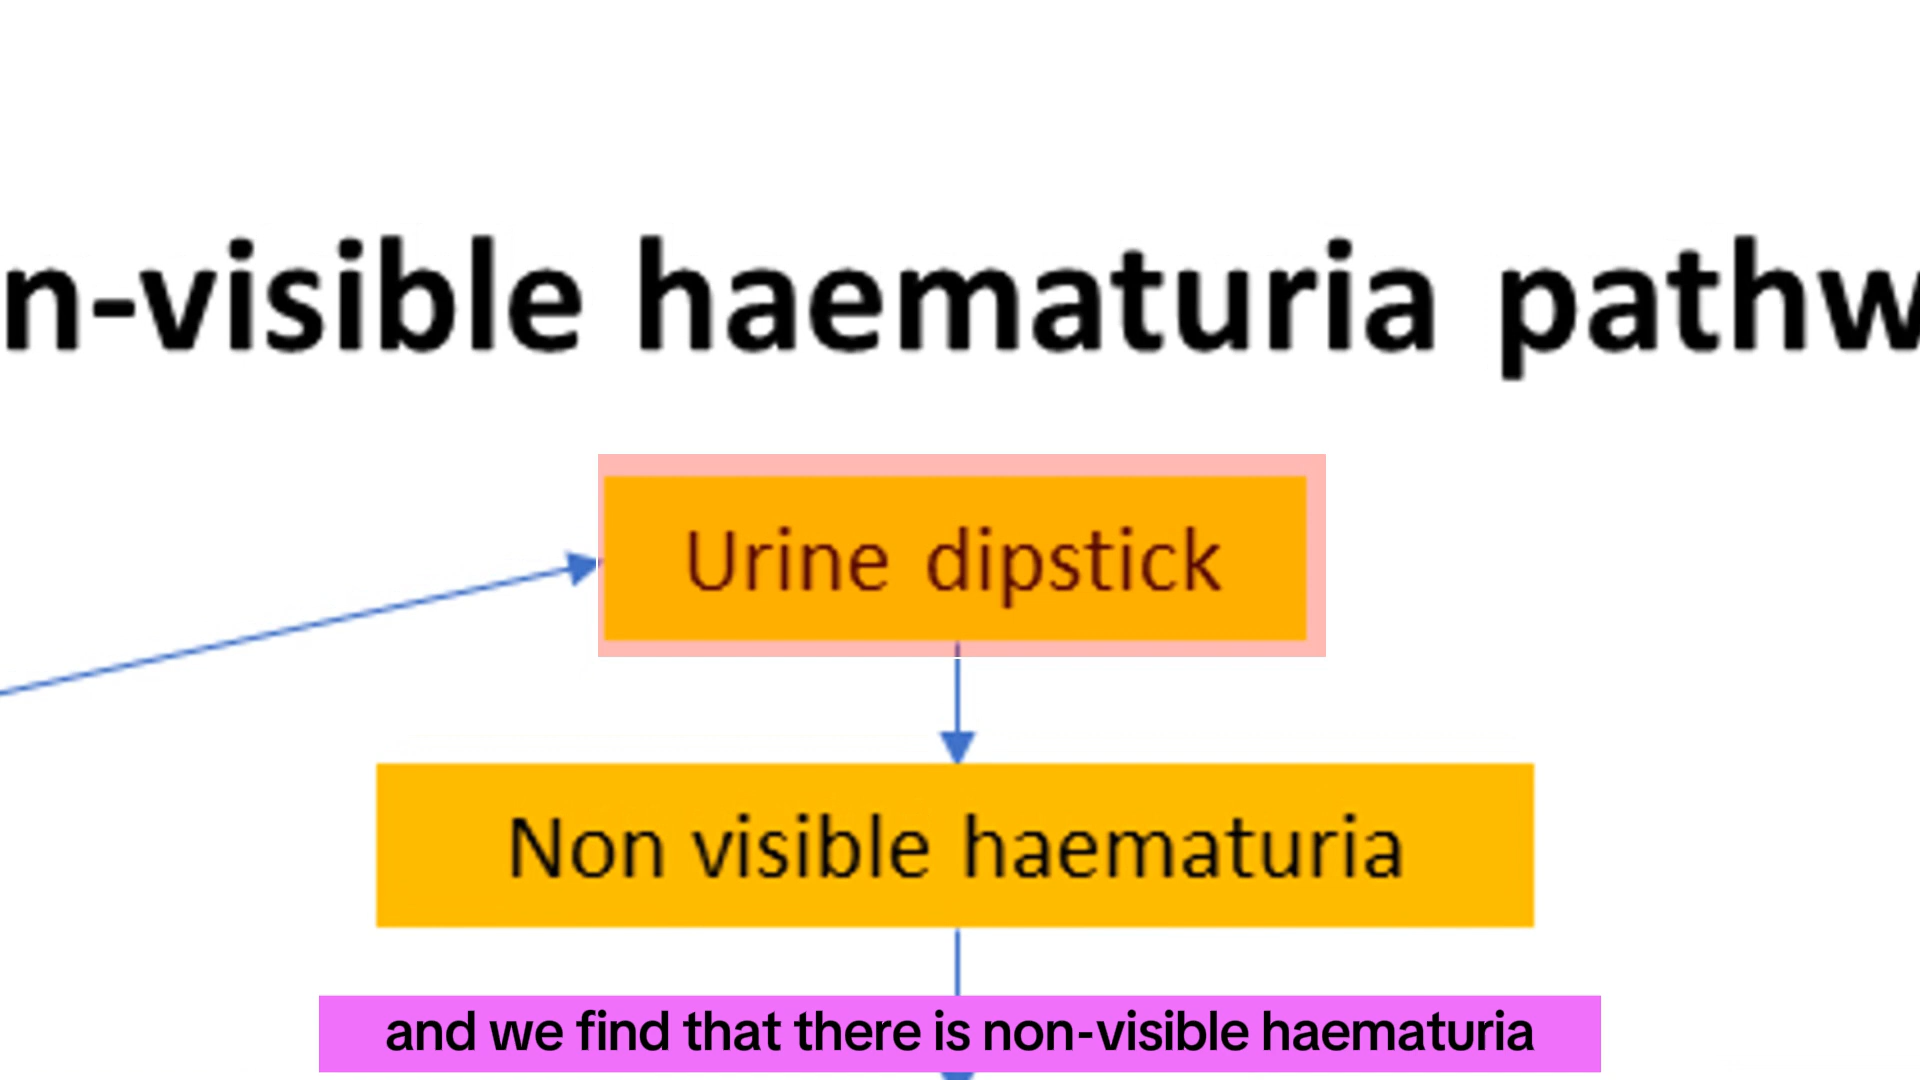 n-visible haematuria pathw
Urine dipstick
Non visible haematuria
and we find that there is non-visible haematuria